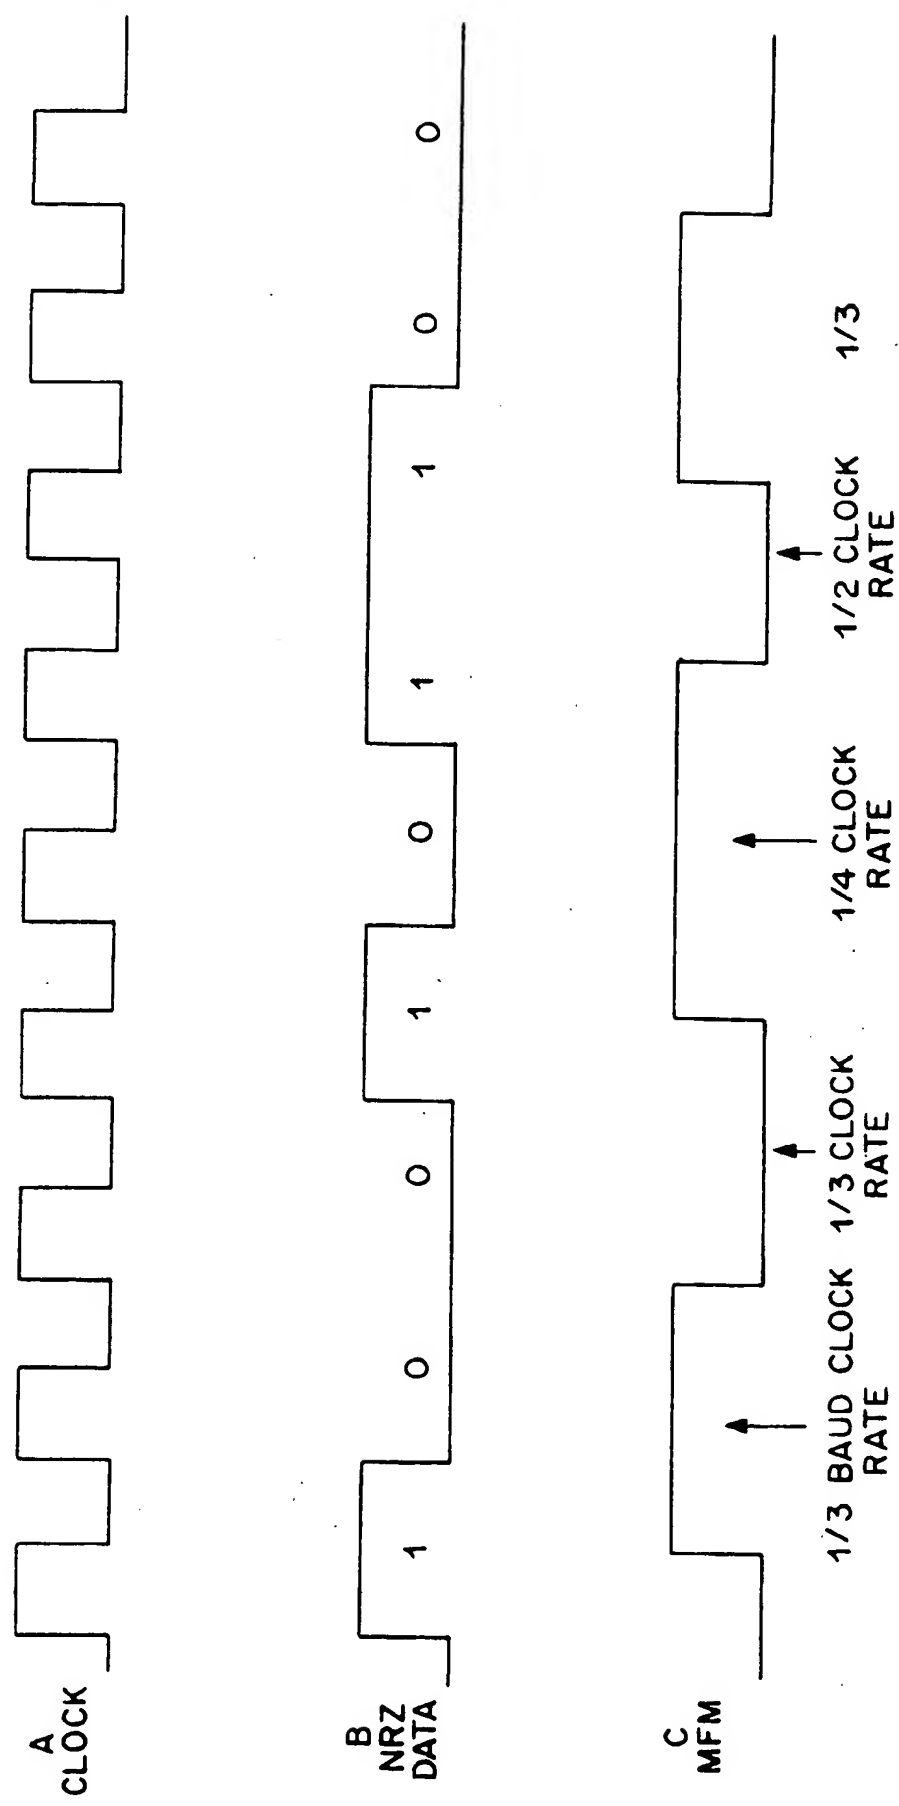 A
CLOCK
B
NRZ
DATA
1 0 0 1 0 1 1 0 0
C
MFM
1/3 BAUD CLOCK
RATE
1/3 CLOCK
RATE
1/4 CLOCK
RATE
1/2 CLOCK
RATE
1/3